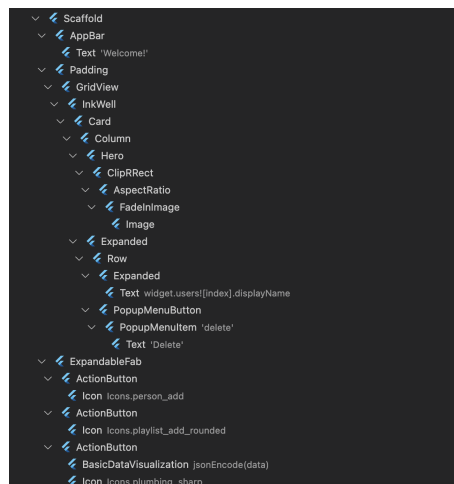 Scaffold
AppBar
Text 'Welcome!'
Padding
GridView
InkWell
Card
Column
Hero
ClipRRect
AspectRatio
FadeInImage
Image
Expanded
Row
Expanded
Text widget.users![index].displayName
PopupMenuButton
PopupMenuItem 'delete'
Text 'Delete'
ExpandableFab
ActionButton
Icon Icons.person_add
ActionButton
Icon Icons.playlist_add_rounded
ActionButton
BasicDataVisualization jsonEncode(data)
Icon Icons.plumbing_sharp